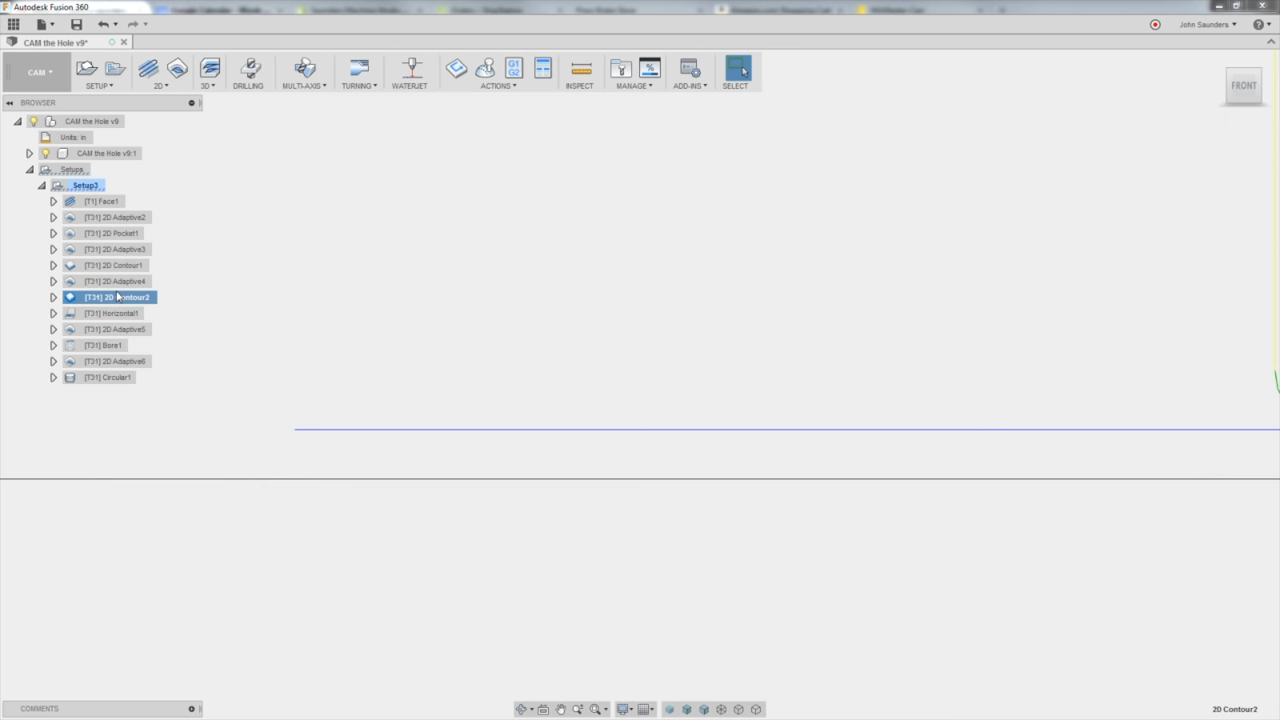 Autodesk Fusion 360
John Saunders
CAM the Hole v9*
CAM
SETUP
2D
3D
DRILLING
MULTI-AXIS
TURNING
WATERJET
G1
G2
ACTIONS
INSPECT
%
MANAGE
ADD-INS
SELECT
FRONT
BROWSER
CAM the Hole v9
Units: in
CAM the Hole v9:1
Setups
Setup3
[T1] Face1
[T31] 2D Adaptive2
[T31] 2D Pocket1
[T31] 2D Adaptive3
[T31] 2D Contour1
[T31] 2D Adaptive4
[T31] 2D Contour2
[T31] Horizontal1
[T31] 2D Adaptive5
[T31] Bore1
[T31] 2D Adaptive6
[T31] Circular1
COMMENTS
2D Contour2